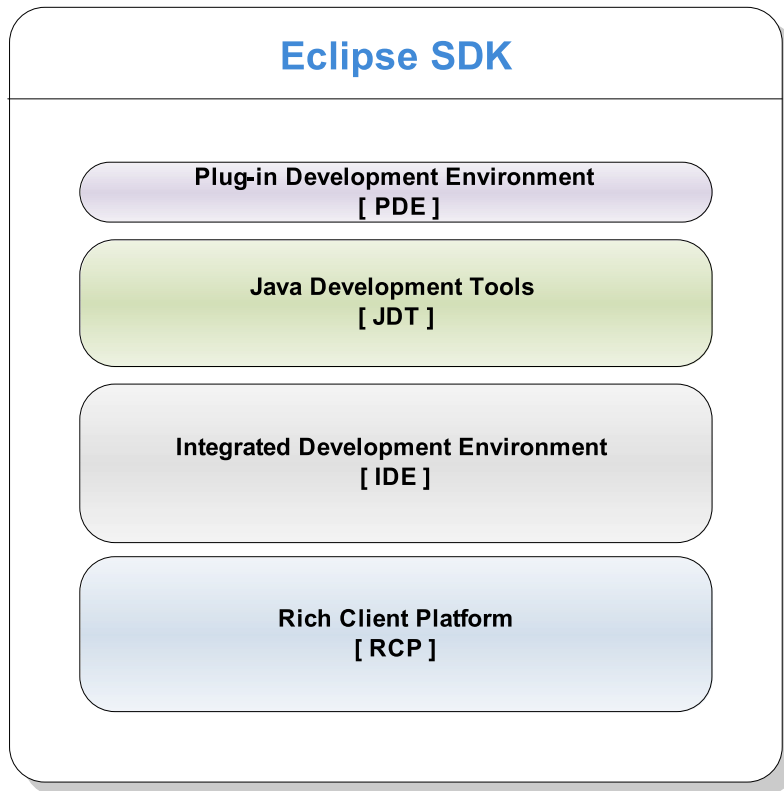 Eclipse SDK
Plug-in Development Environment
[ PDE ]
Java Development Tools
[ JDT ]
Integrated Development Environment
[ IDE ]
Rich Client Platform
[ RCP ]